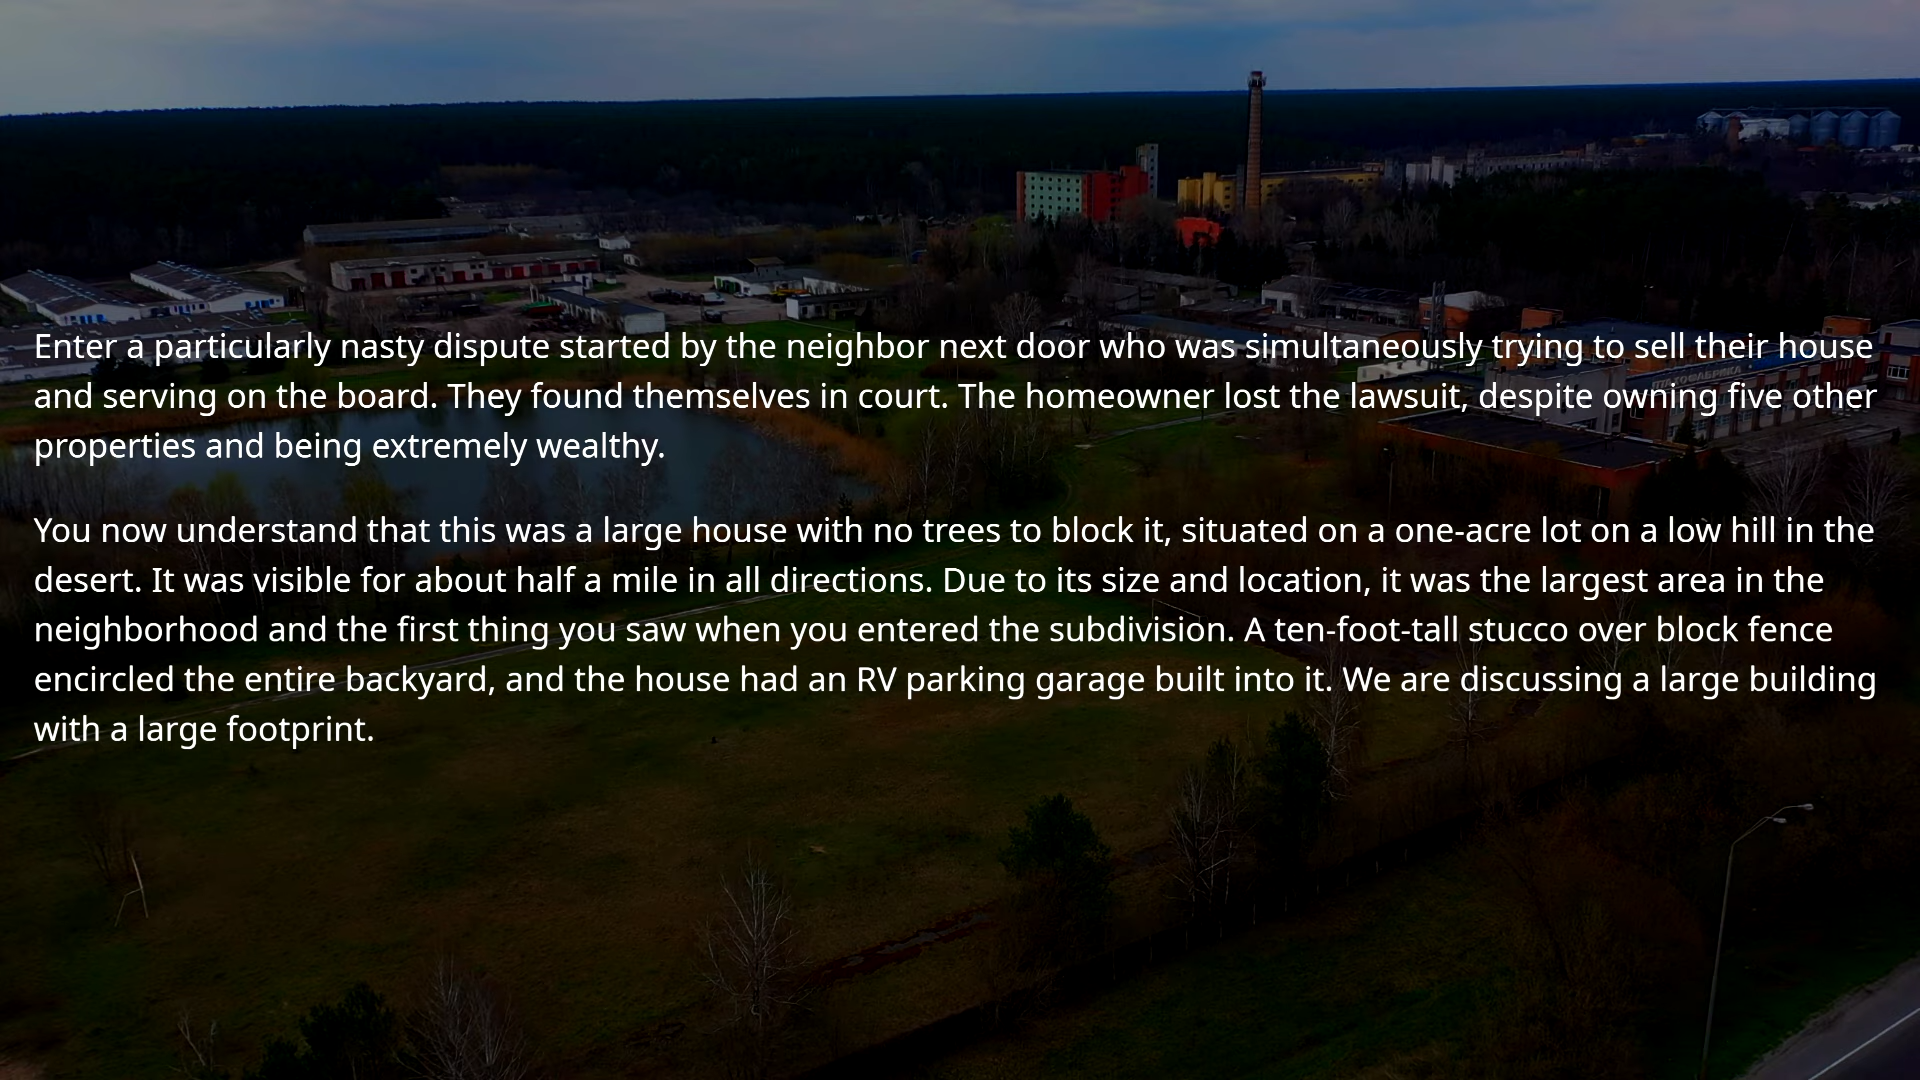 Enter a particularly nasty dispute started by the neighbor next door who was simultaneously trying to sell their house
and serving on the board. They found themselves in court. The homeowner lost the lawsuit, despite owning five other
properties and being extremely wealthy.
You now understand that this was a large house with no trees to block it, situated on a one-acre lot on a low hill in the
desert. It was visible for about half a mile in all directions. Due to its size and location, it was the largest area in the
neighborhood and the first thing you saw when you entered the subdivision. A ten-foot-tall stucco over block fence
encircled the entire backyard, and the house had an RV parking garage built into it. We are discussing a large building
with a large footprint.